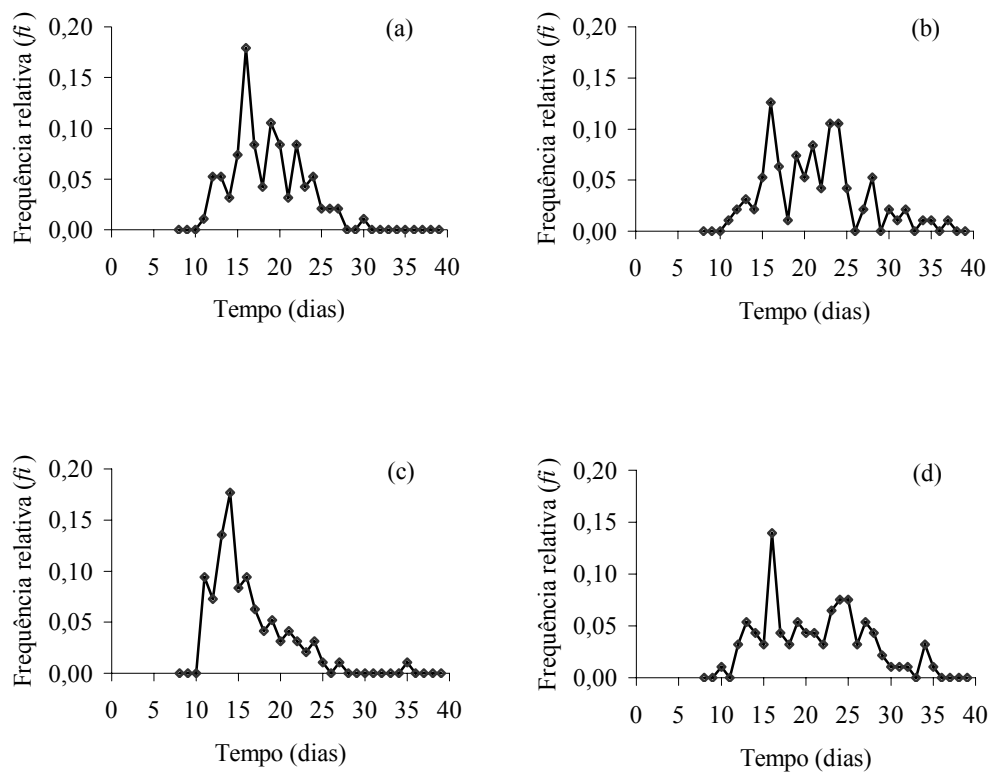 (a)
Frequência relativa (fi )
0,20
0,15
0,10
0,05
0,00
0 5 10 15 20 25 30 35 40
Tempo (dias)
(b)
Frequência relativa (fi )
0,20
0,15
0,10
0,05
0,00
0 5 10 15 20 25 30 35 40
Tempo (dias)
(c)
Frequência relativa (fi )
0,20
0,15
0,10
0,05
0,00
0 5 10 15 20 25 30 35 40
Tempo (dias)
(d)
Frequência relativa (fi )
0,20
0,15
0,10
0,05
0,00
0 5 10 15 20 25 30 35 40
Tempo (dias)